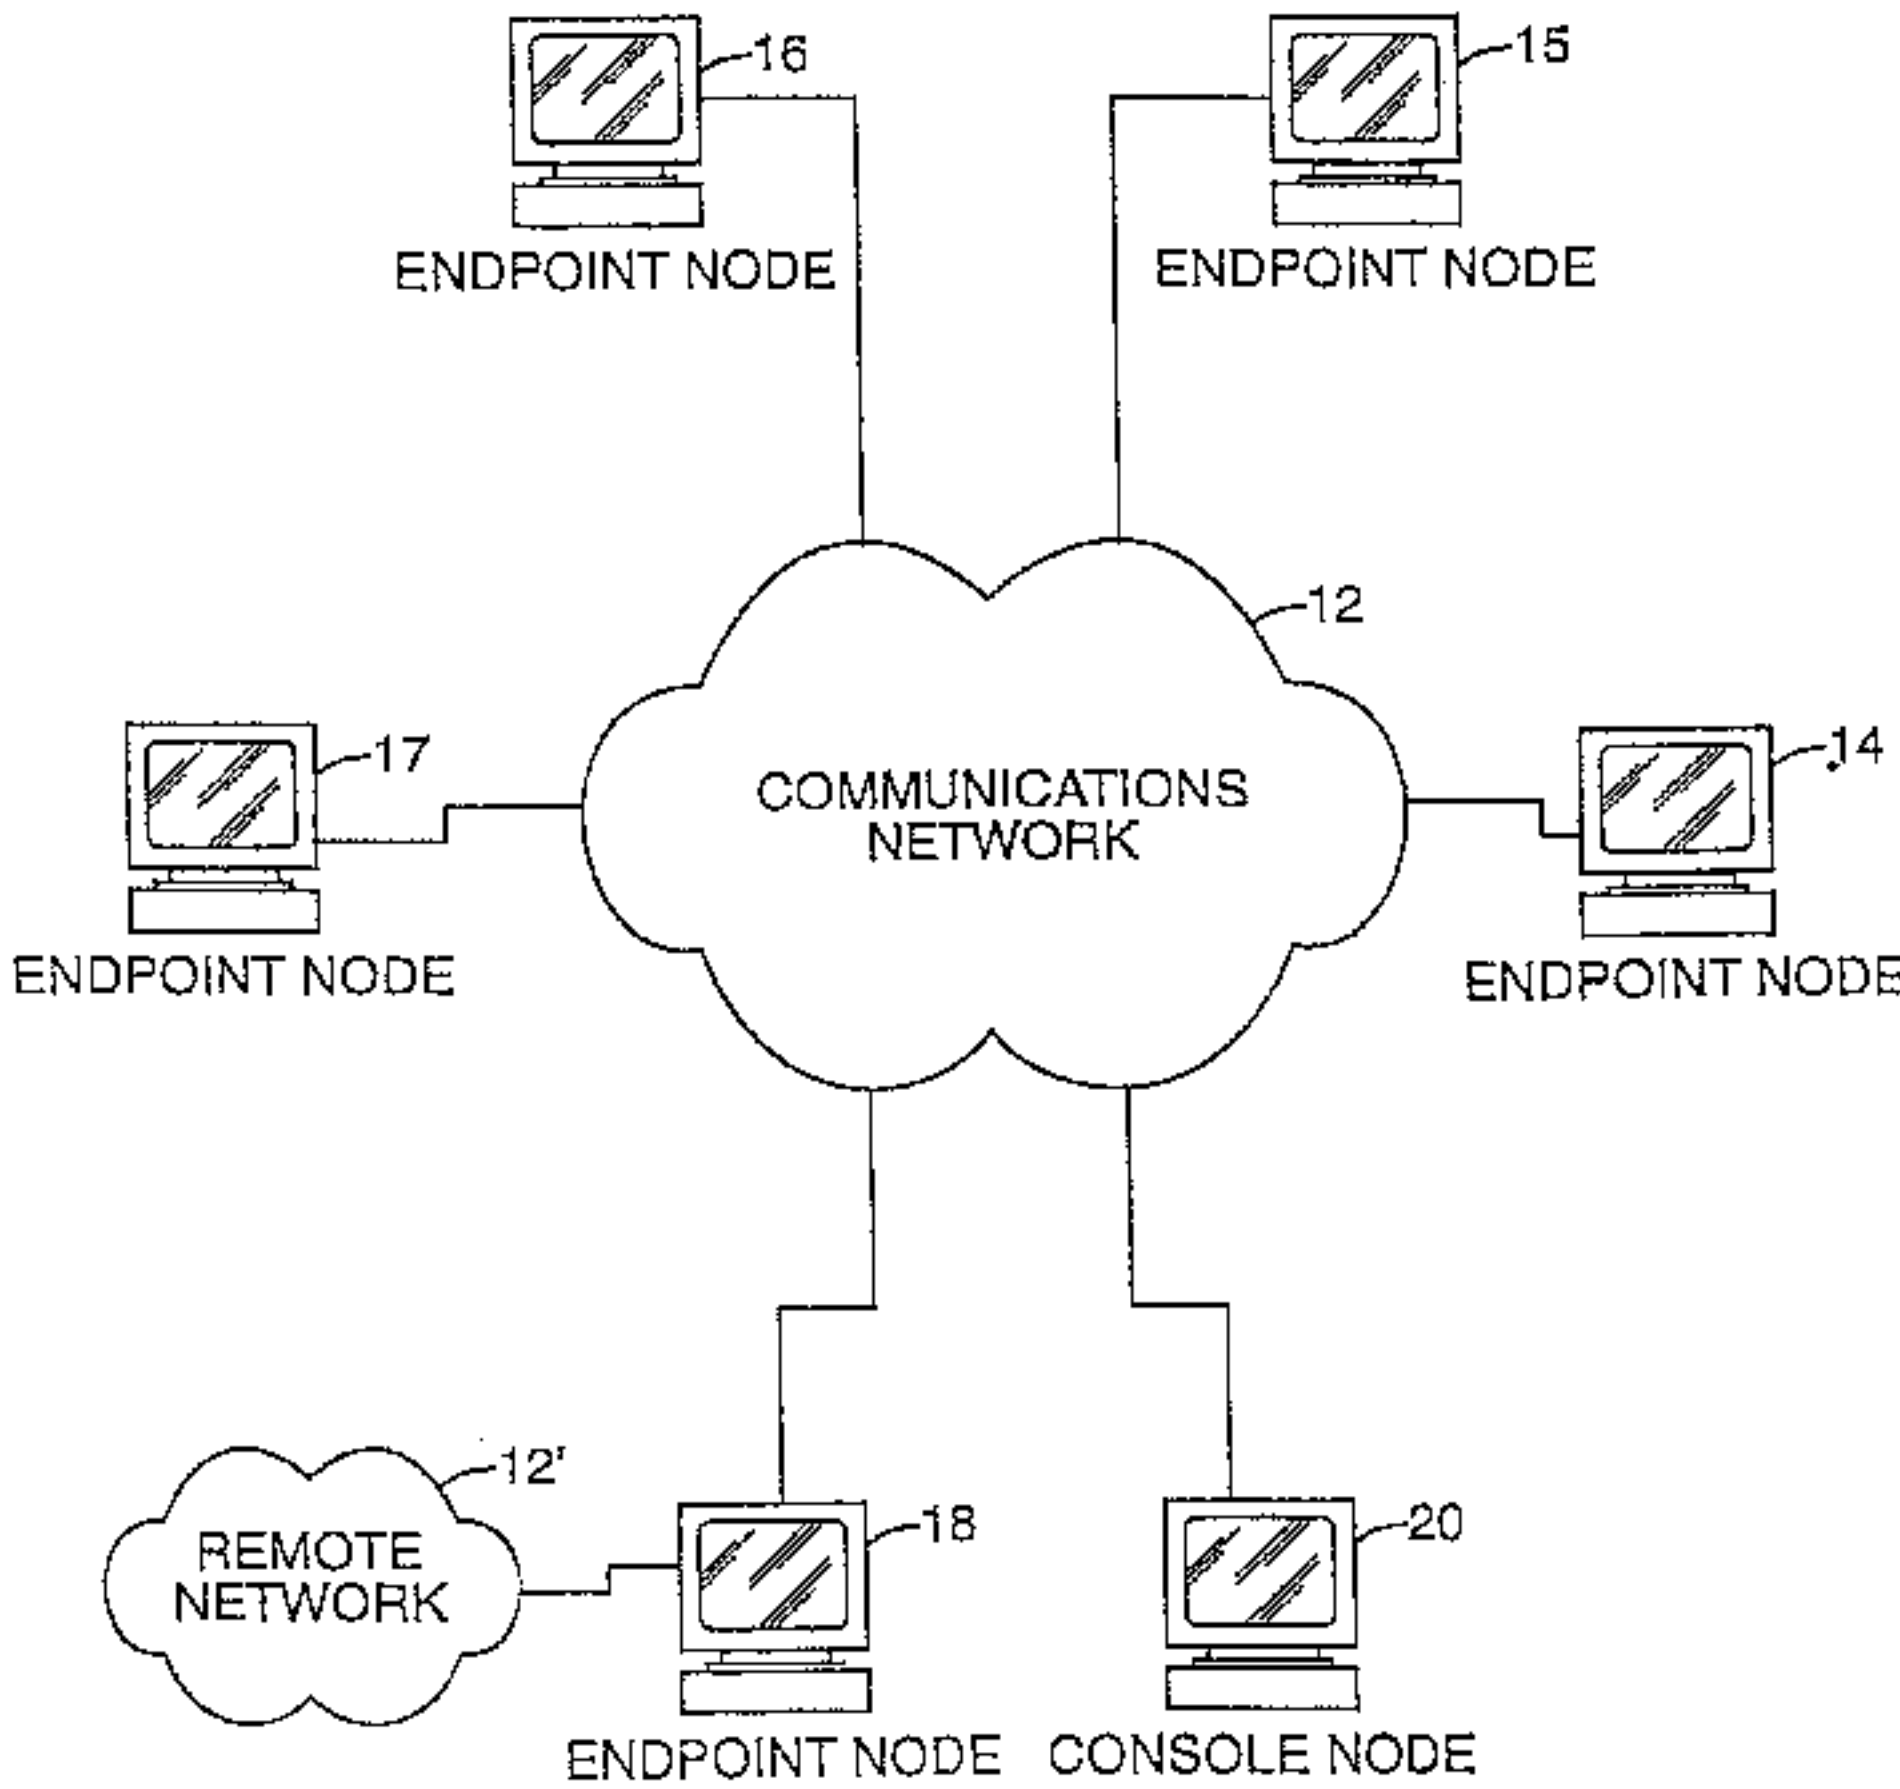 16
15
ENDPOINT NODE
ENDPOINT NODE
12
17
14
COMMUNICATIONS
NETWORK
ENDPOINT NODE
ENDPOINT NODE
12'
18
20
REMOTE
NETWORK
ENDPOINT NODE
CONSOLE NODE